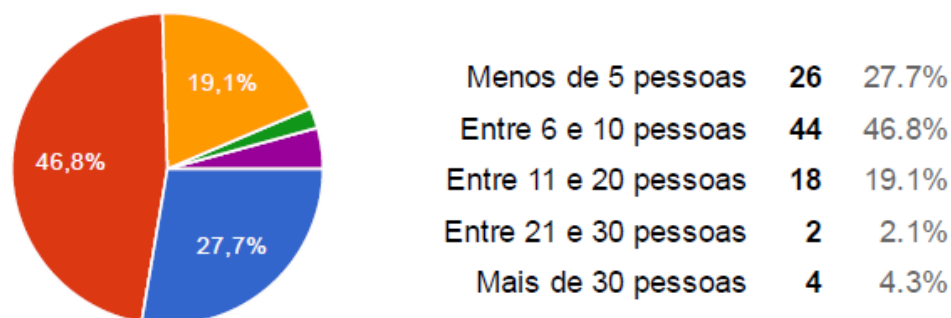 19,1%
46,8%
27,7%
Menos de 5 pessoas 26 27.7%
Entre 6 e 10 pessoas 44 46.8%
Entre 11 e 20 pessoas 18 19.1%
Entre 21 e 30 pessoas 2 2.1%
Mais de 30 pessoas 4 4.3%